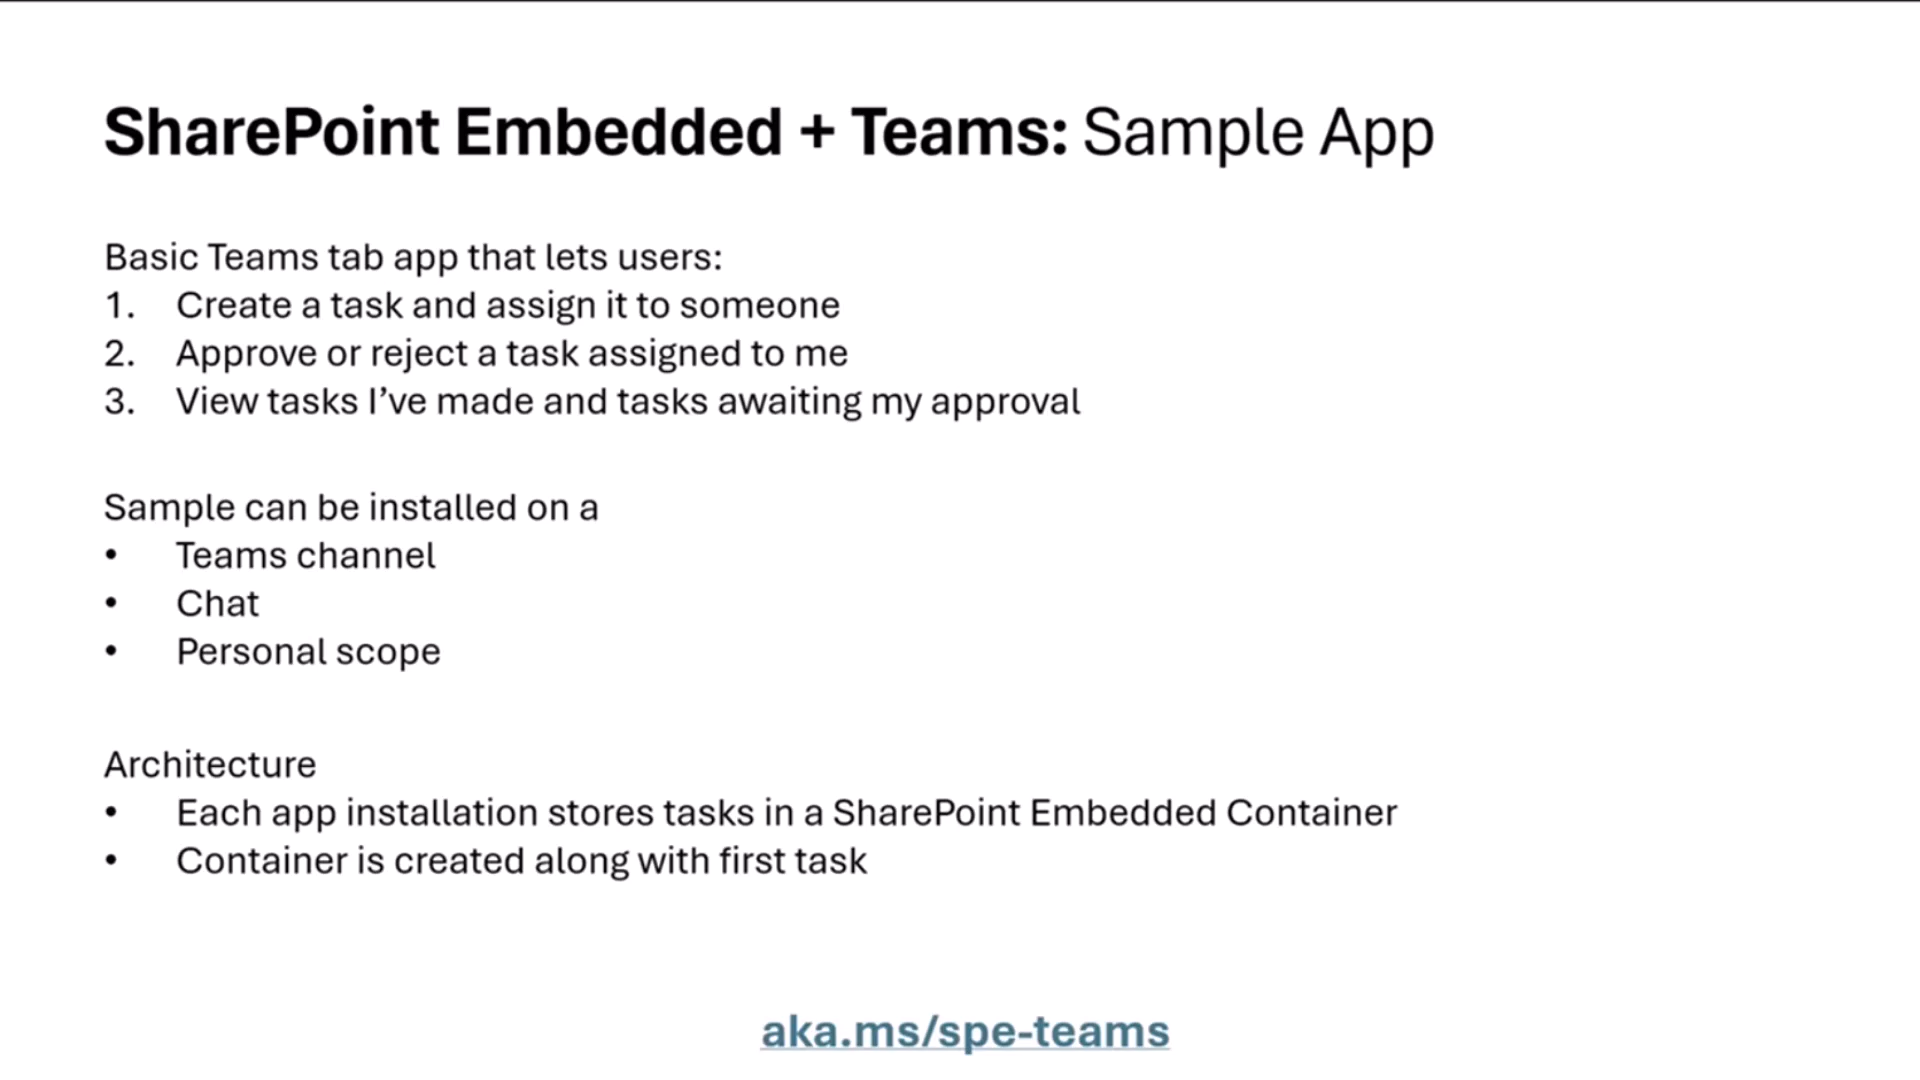 SharePoint Embedded + Teams: Sample App
Basic Teams tab app that lets users:
1. Create a task and assign it to someone
2. Approve or reject a task assigned to me
3. View tasks I’ve made and tasks awaiting my approval
Sample can be installed on a
• Teams channel
• Chat
• Personal scope
Architecture
• Each app installation stores tasks in a SharePoint Embedded Container
• Container is created along with first task
aka.ms/spe-teams